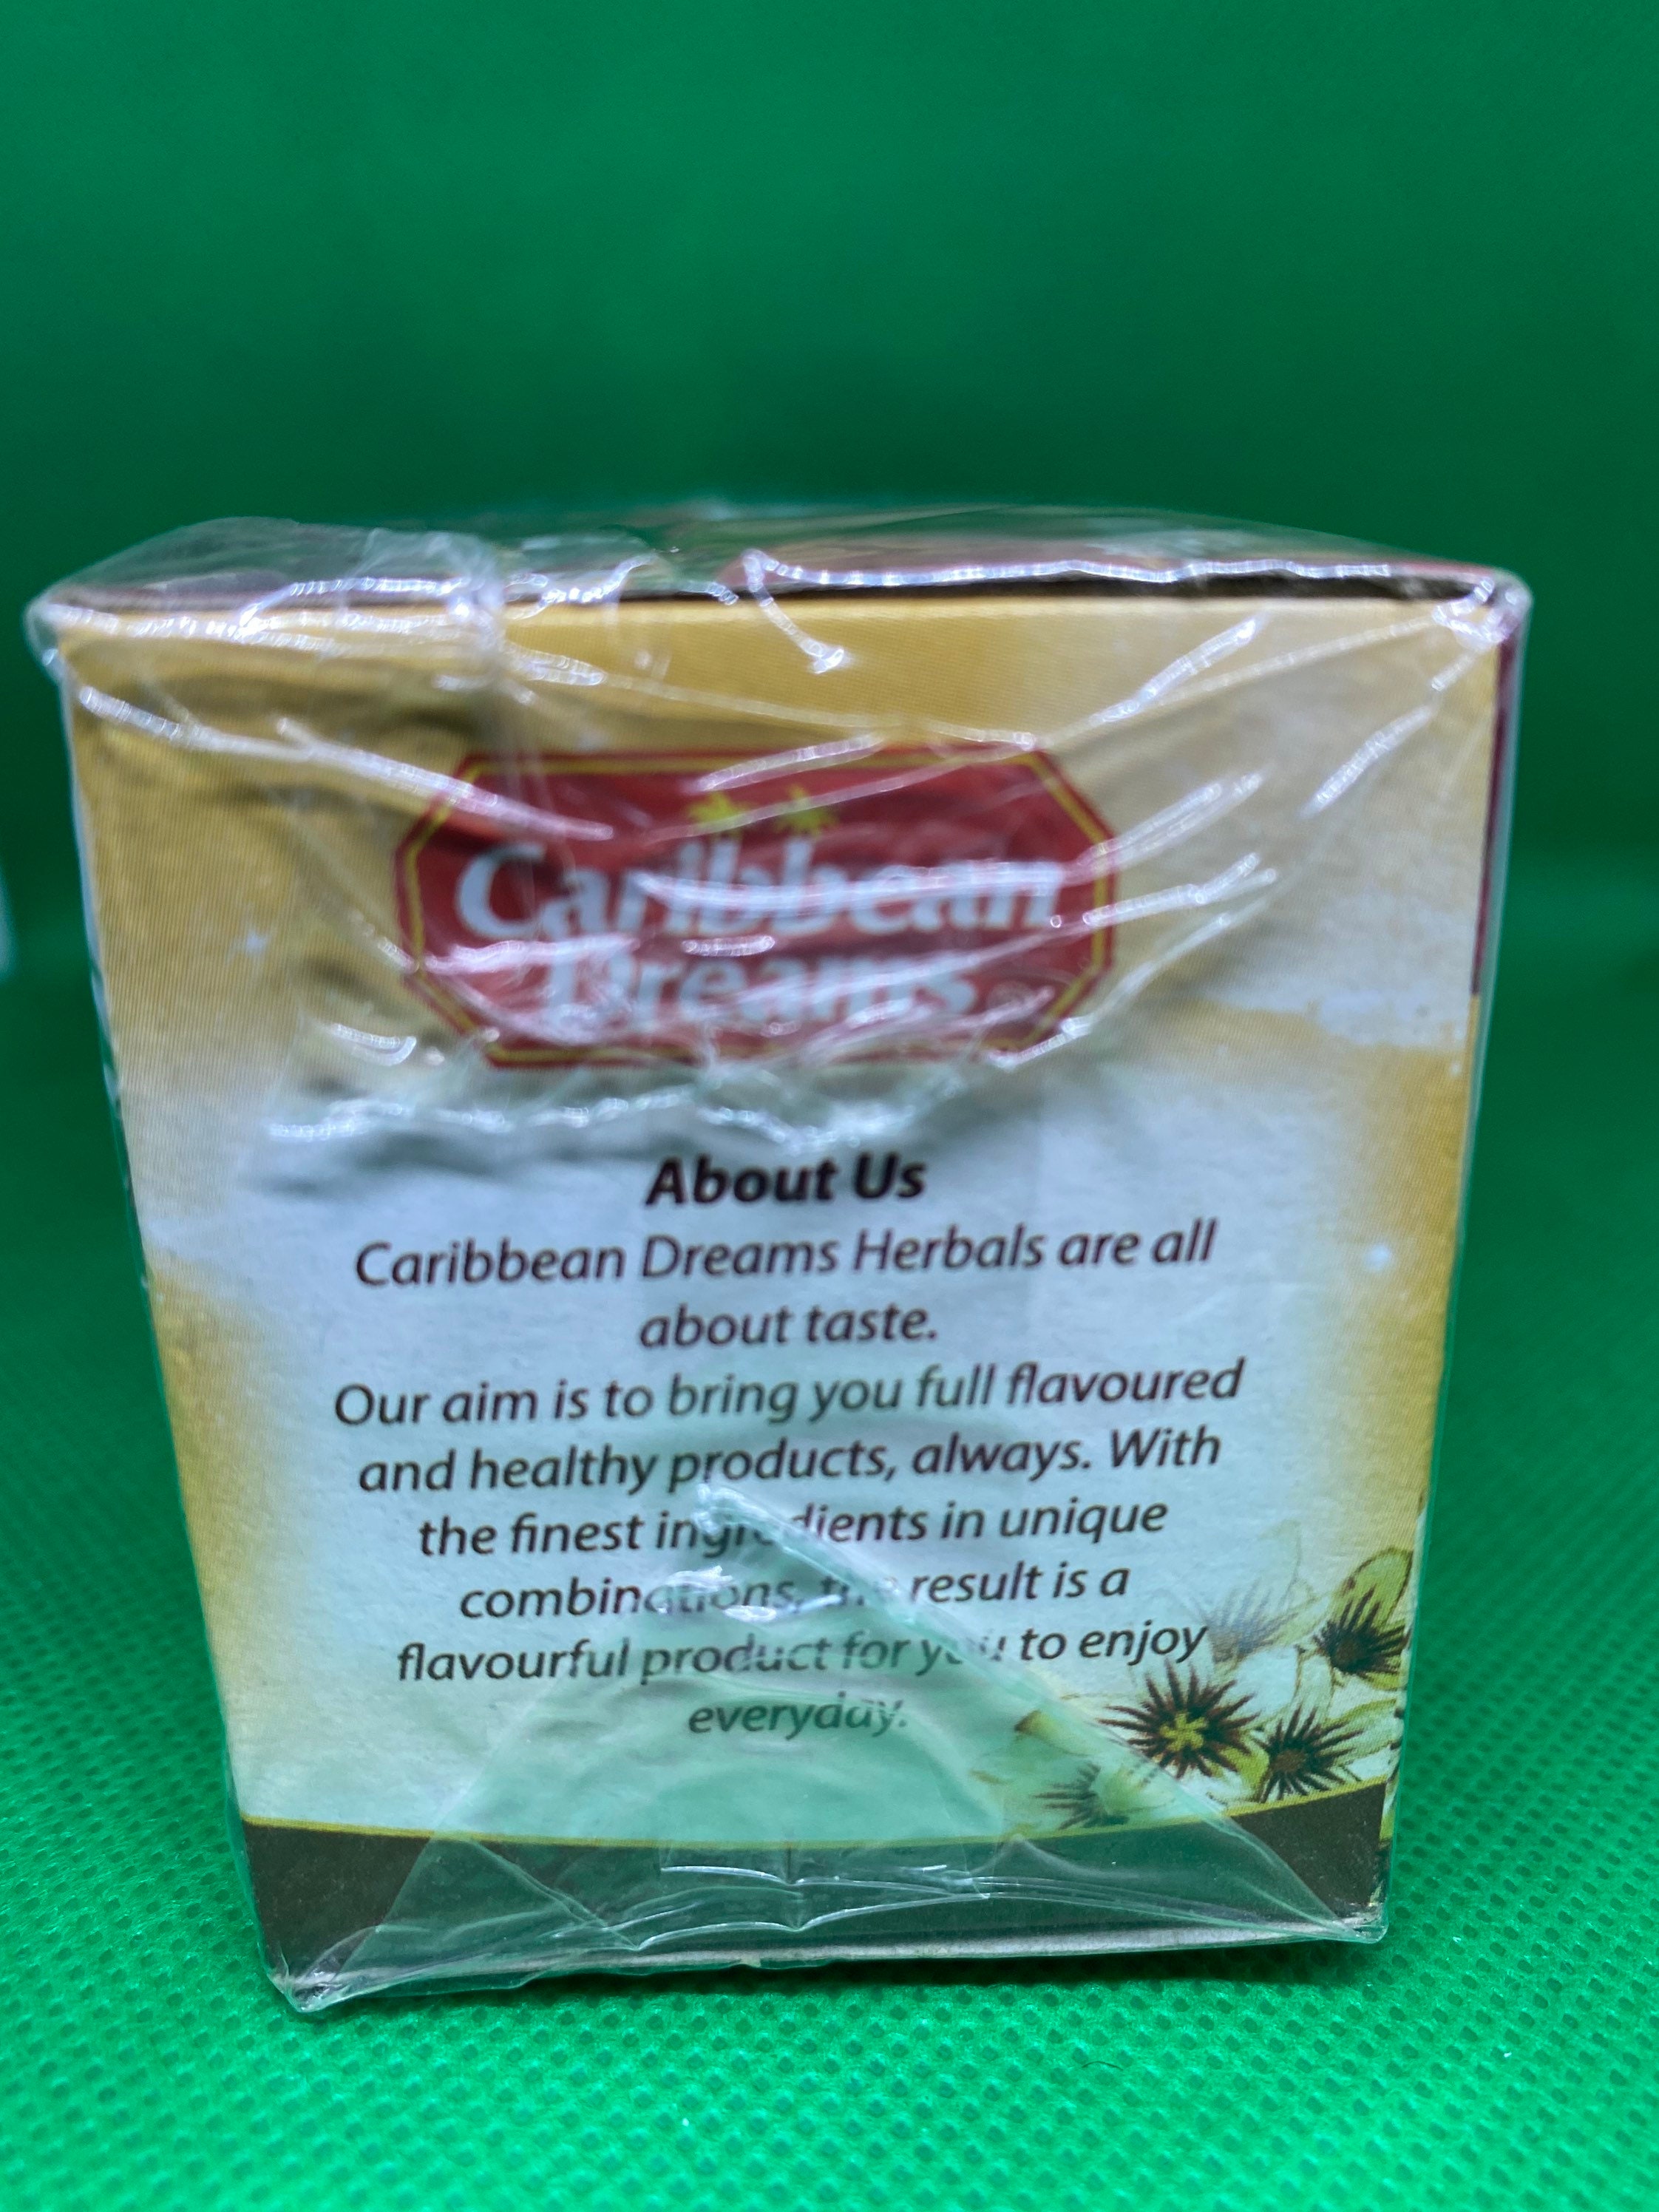 Caribbean
Dreams
About Us
Caribbean Dreams Herbals are all
about taste.
Our aim is to bring you full flavoured
and healthy products, always. With
the finest ingredients in unique
combinations, the result is a
flavourful product for you to enjoy
everyday.